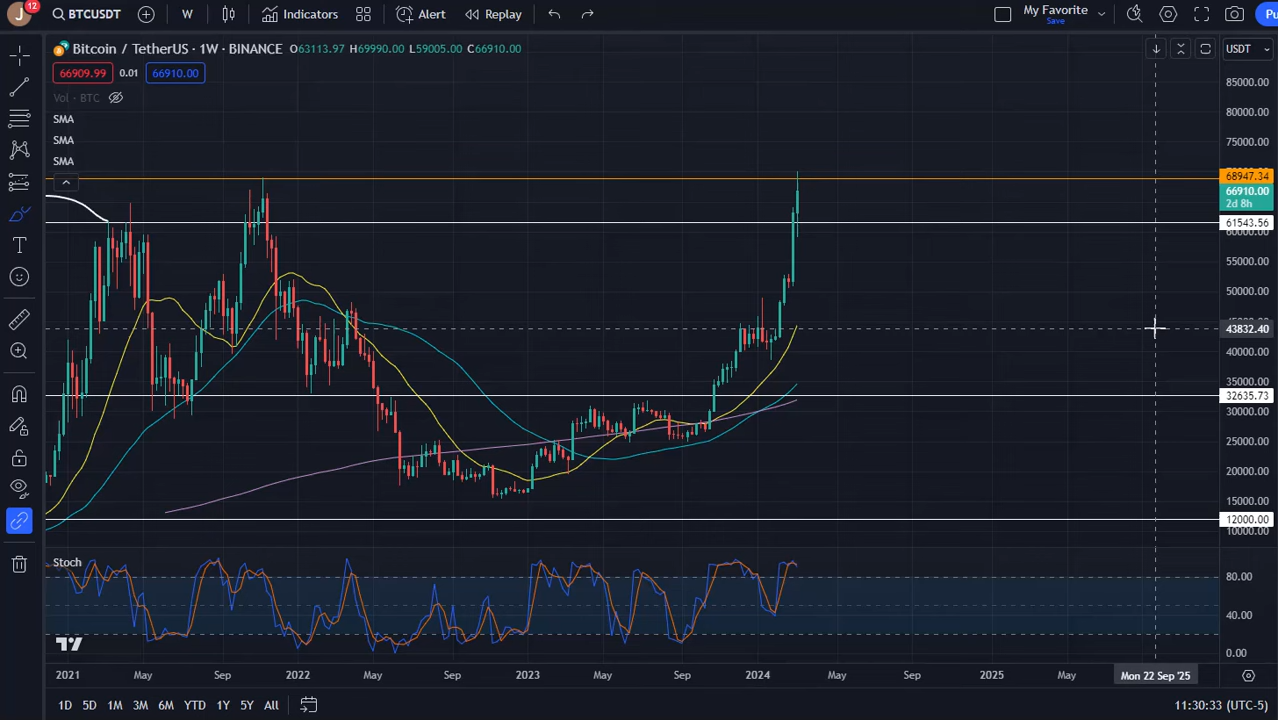 J
12
BTCUSDT
W
Indicators
Alert
Replay
My Favorite
Save
Pu
Bitcoin / TetherUS · 1W · BINANCE O63113.97 H69990.00 L59005.00 C66910.00
USDT
66909.99 0.01 66910.00
Vol · BTC
SMA
SMA
SMA
85000.00
80000.00
75000.00
68947.34
66910.00
2d 8h
61543.56
60000.00
55000.00
50000.00
43832.40
40000.00
35000.00
32635.73
30000.00
25000.00
20000.00
15000.00
12000.00
10000.00
Stoch
80.00
40.00
0.00
2021 May Sep 2022 May Sep 2023 May Sep 2024 May Sep 2025 May Mon 22 Sep '25
1D 5D 1M 3M 6M YTD 1Y 5Y All
11:30:33 (UTC-5)